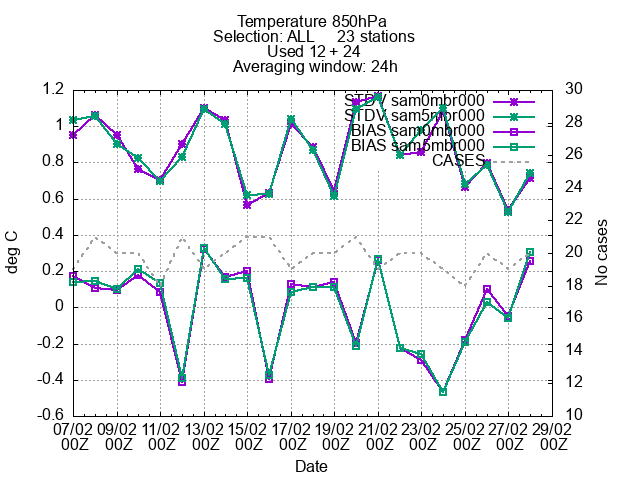 Temperature 850hPa
Selection: ALL 23 stations
Used 12 + 24
Averaging window: 24h
STDV sam0mbr000
STDV sam5mbr000
BIAS sam0mbr000
BIAS sam5mbr000
CASES
1.2
1
0.8
0.6
0.4
0.2
0
-0.2
-0.4
-0.6
deg C
30
28
26
24
22
20
18
16
14
12
10
No cases
07/02 09/02 11/02 13/02 15/02 17/02 19/02 21/02 23/02 25/02 27/02 29/02
00Z 00Z 00Z 00Z 00Z 00Z 00Z 00Z 00Z 00Z 00Z 00Z
Date